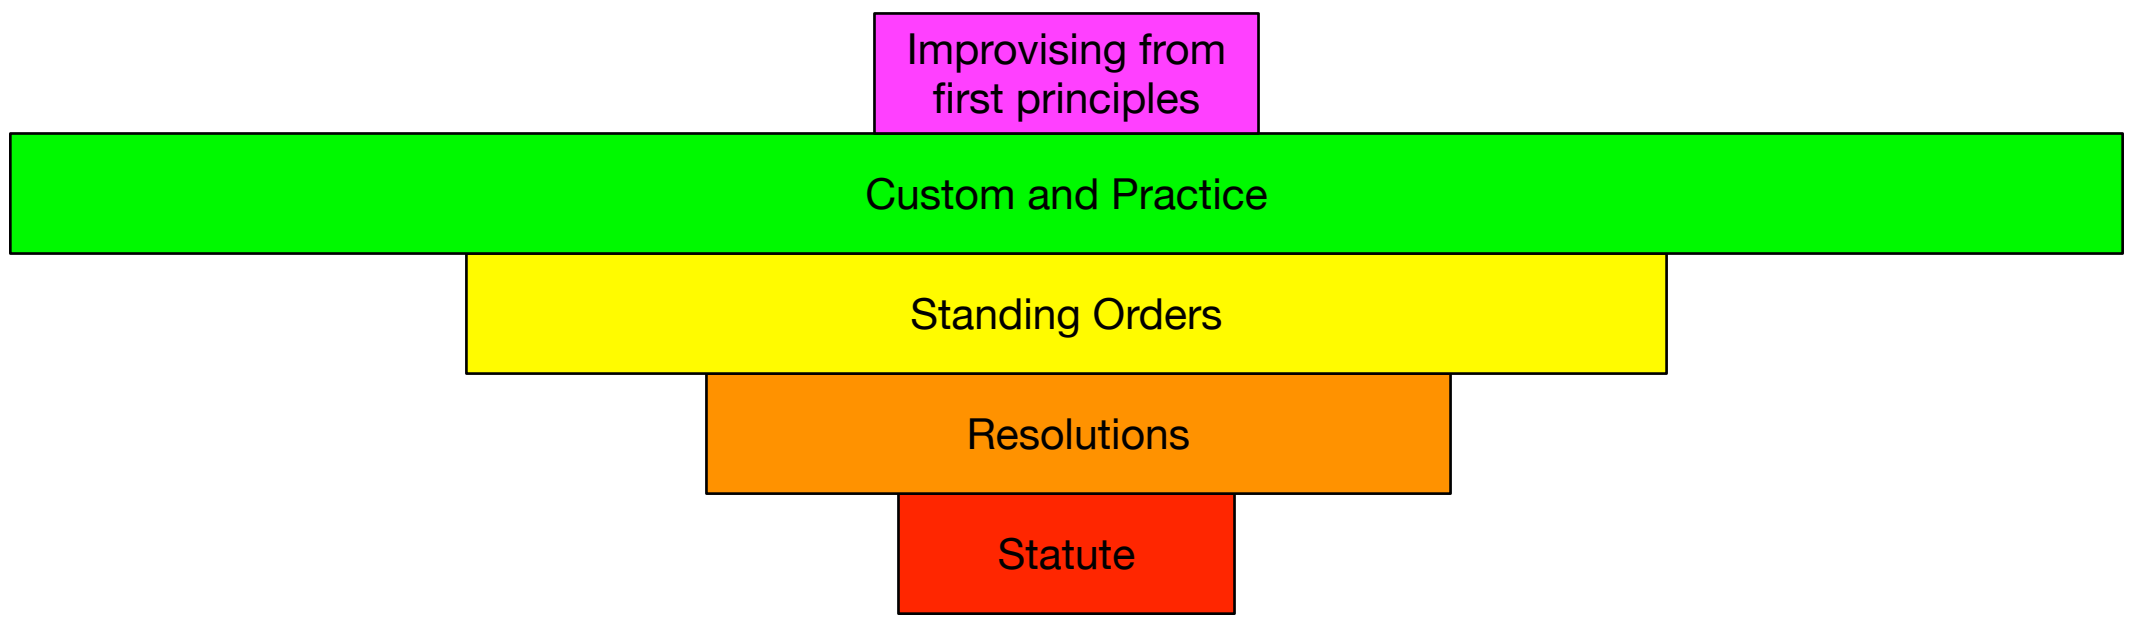 Improvising from
first principles
Custom and Practice
Standing Orders
Resolutions
Statute